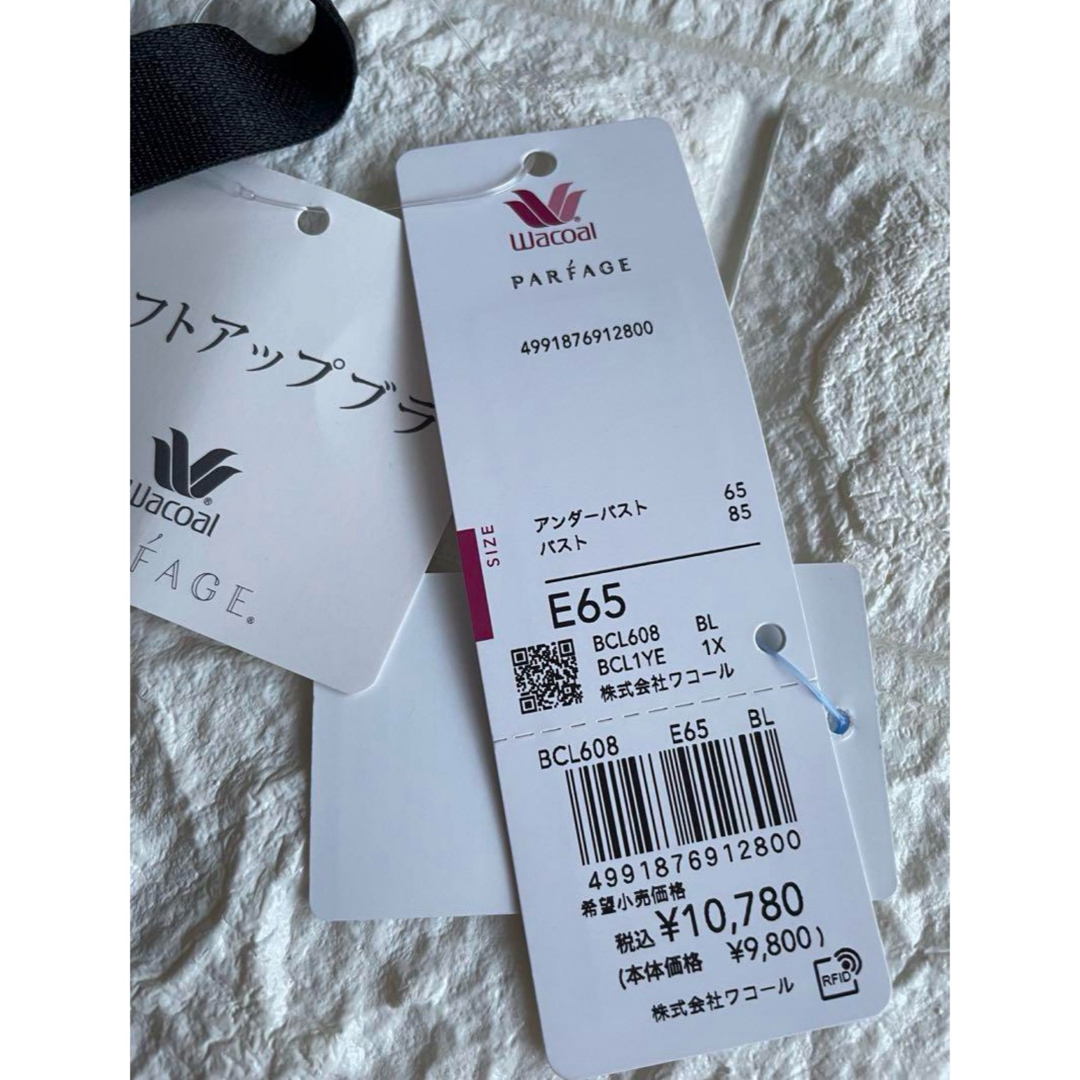 フトアップブラ
Wacoal
FAGE®
Wacoal®
PARFAGE
4991876912800
SIZE
アンダーバスト 65
バスト 85
E65
BCL608 BL
BCL1YE 1X
株式会社ワコール
BCL608 E65 BL
4991876912800
希望小売価格
税込 ¥10,780
(本体価格 ¥9,800)
株式会社ワコール
RFID